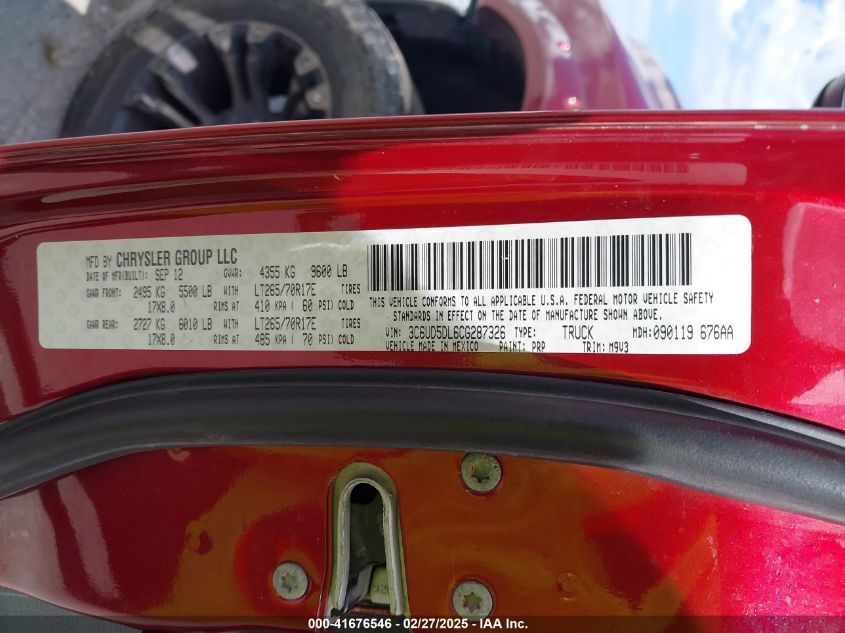 MFD BY CHRYSLER GROUP LLC
DATE OF MFR(BUILT): SEP 12 GVWR: 4355 KG 9600 LB
GAWR FRONT: 2495 KG 5500 LB WITH LT265/70R17E TIRES
17X8.0 RIMS AT 410 KPA ( 60 PSI) COLD
GAWR REAR: 2727 KG 6010 LB WITH LT265/70R17E TIRES
17X8.0 RIMS AT 485 KPA ( 70 PSI) COLD
THIS VEHICLE CONFORMS TO ALL APPLICABLE U.S.A. FEDERAL MOTOR VEHICLE SAFETY
STANDARDS IN EFFECT ON THE DATE OF MANUFACTURE SHOWN ABOVE.
VIN: 3C6UD5DL6CG287326 TYPE: TRUCK MDH: 090119 676AA
VEHICLE MADE IN MEXICO PAINT: PRP TRIM: M9V3
000-41676546 - 02/27/2025 - IAA Inc.